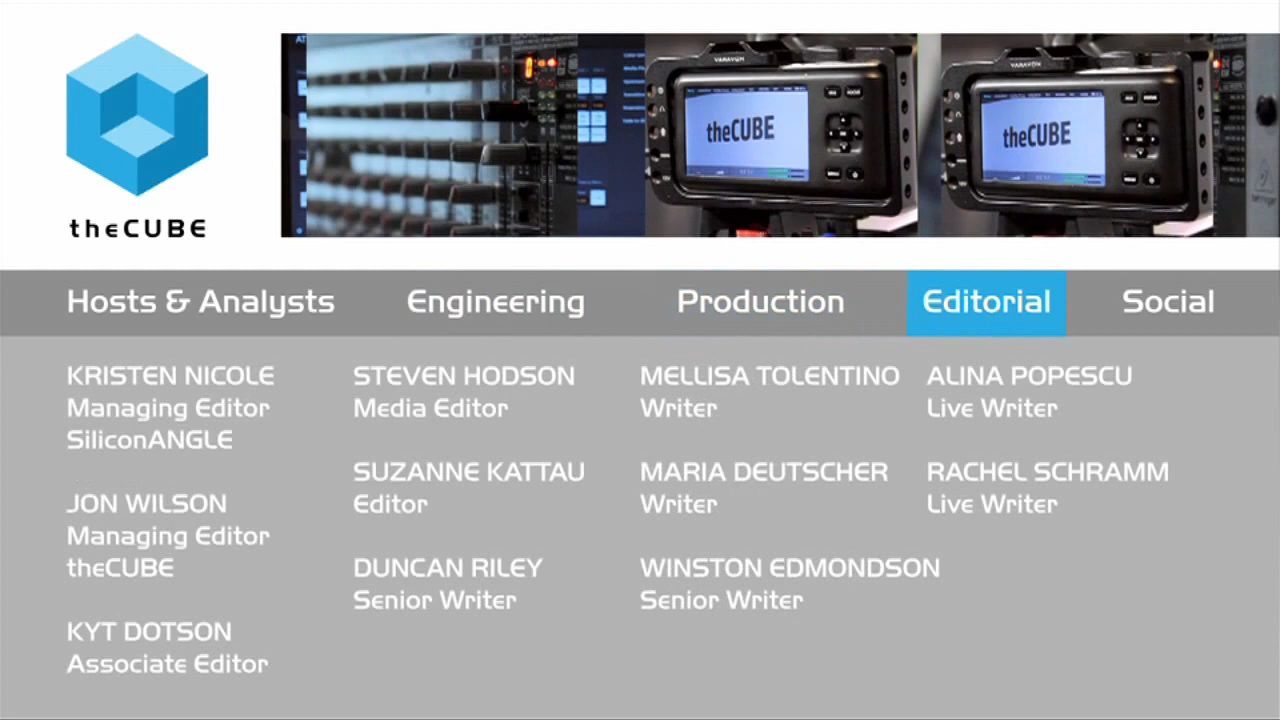 theCUBE
VARAVON
theCUBE
VARAVON
theCUBE
Hosts & Analysts
Engineering
Production
Editorial
Social
KRISTEN NICOLE
Managing Editor
SiliconANGLE
JON WILSON
Managing Editor
theCUBE
KYT DOTSON
Associate Editor
STEVEN HODSON
Media Editor
SUZANNE KATTAU
Editor
DUNCAN RILEY
Senior Writer
MELLISA TOLENTINO
Writer
MARIA DEUTSCHER
Writer
WINSTON EDMONDSON
Senior Writer
ALINA POPESCU
Live Writer
RACHEL SCHRAMM
Live Writer